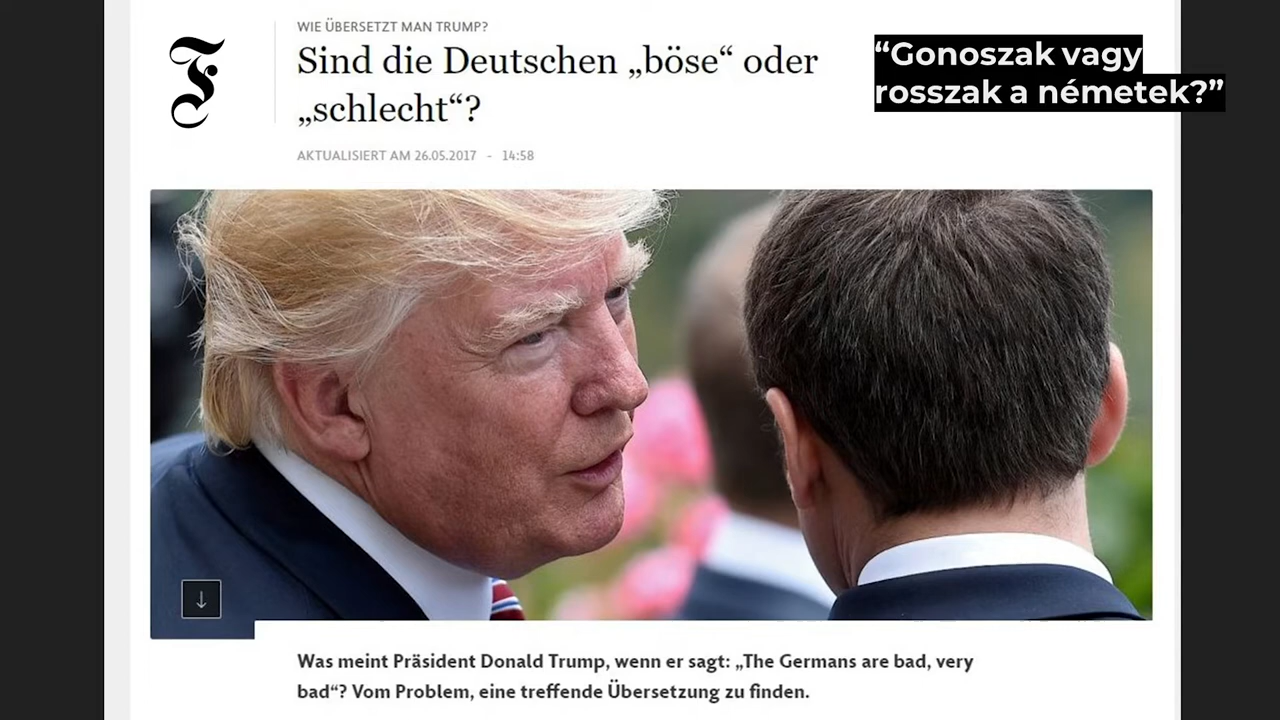 WIE ÜBERSETZT MAN TRUMP?
Sind die Deutschen „böse“ oder
„schlecht“?
AKTUALISIERT AM 26.05.2017 - 14:58
“Gonoszak vagy
rosszak a németek?”
Was meint Präsident Donald Trump, wenn er sagt: „The Germans are bad, very
bad“? Vom Problem, eine treffende Übersetzung zu finden.